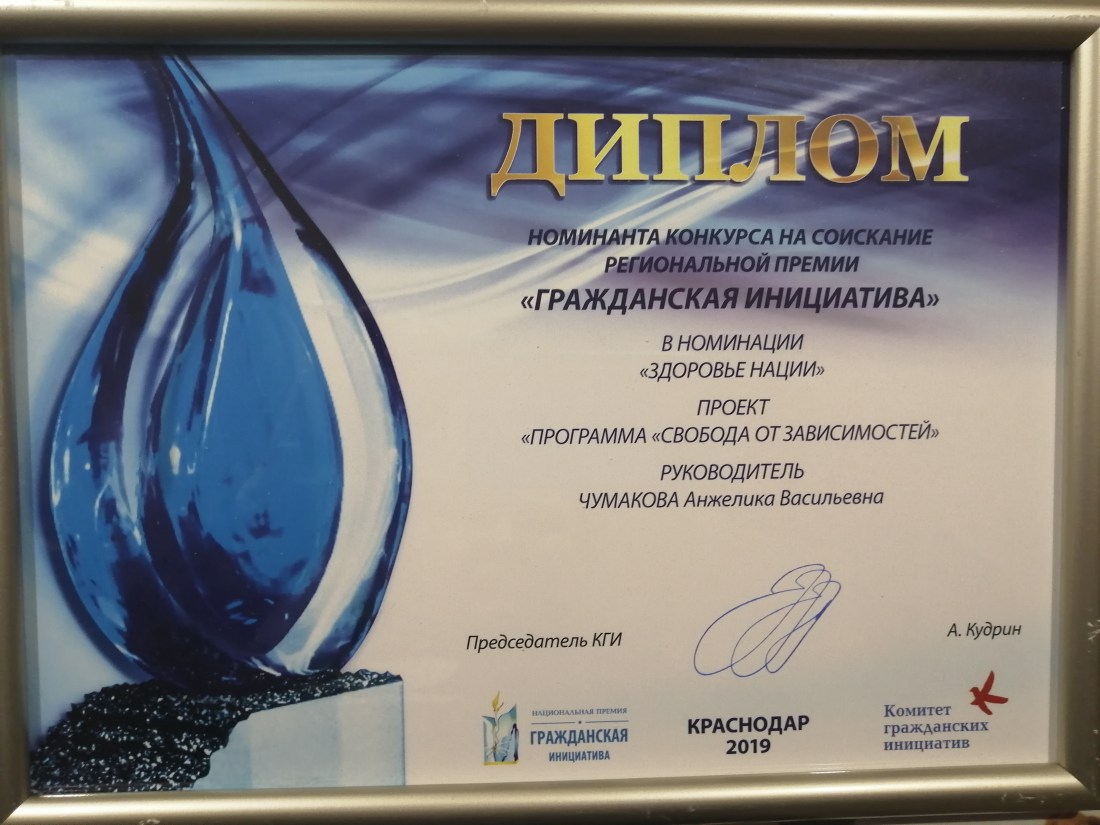 ДИПЛОМ
НОМИНАНТА КОНКУРСА НА СОИСКАНИЕ
РЕГИОНАЛЬНОЙ ПРЕМИИ
«ГРАЖДАНСКАЯ ИНИЦИАТИВА»
В НОМИНАЦИИ
«ЗДОРОВЬЕ НАЦИИ»
ПРОЕКТ
«ПРОГРАММА «СВОБОДА ОТ ЗАВИСИМОСТЕЙ»
РУКОВОДИТЕЛЬ
ЧУМАКОВА Анжелика Васильевна
Председатель КГИ
А. Кудрин
НАЦИОНАЛЬНАЯ ПРЕМИЯ
ГРАЖДАНСКАЯ
ИНИЦИАТИВА
КРАСНОДАР
2019
Комитет
гражданских
инициатив